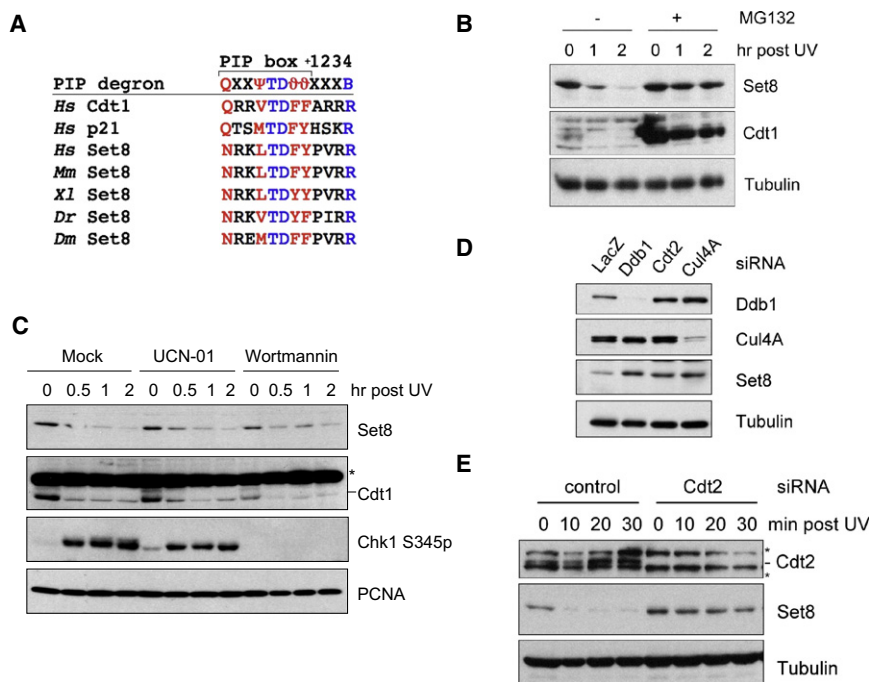 A
PIP box +1234
PIP degron QXXΨTDϑϑXXXB
Hs Cdt1 QRRVTDFFARRR
Hs p21 QTSMTDFYHSKR
Hs Set8 NRKLTDFYPVRR
Mm Set8 NRKLTDFYPVRR
Xl Set8 NRKLTDYYPVRR
Dr Set8 NRKVTDYFPIRR
Dm Set8 NREMTDFFPVRR
B
- + MG132
0 1 2 0 1 2 hr post UV
Set8
Cdt1
Tubulin
C
Mock UCN-01 Wortmannin
0 0.5 1 2 0 0.5 1 2 0 0.5 1 2 hr post UV
Set8
*
Cdt1
Chk1 S345p
PCNA
D
LacZ Ddb1 Cdt2 Cul4A siRNA
Ddb1
Cul4A
Set8
Tubulin
E
control Cdt2 siRNA
0 10 20 30 0 10 20 30 min post UV
*
Cdt2
*
Set8
Tubulin